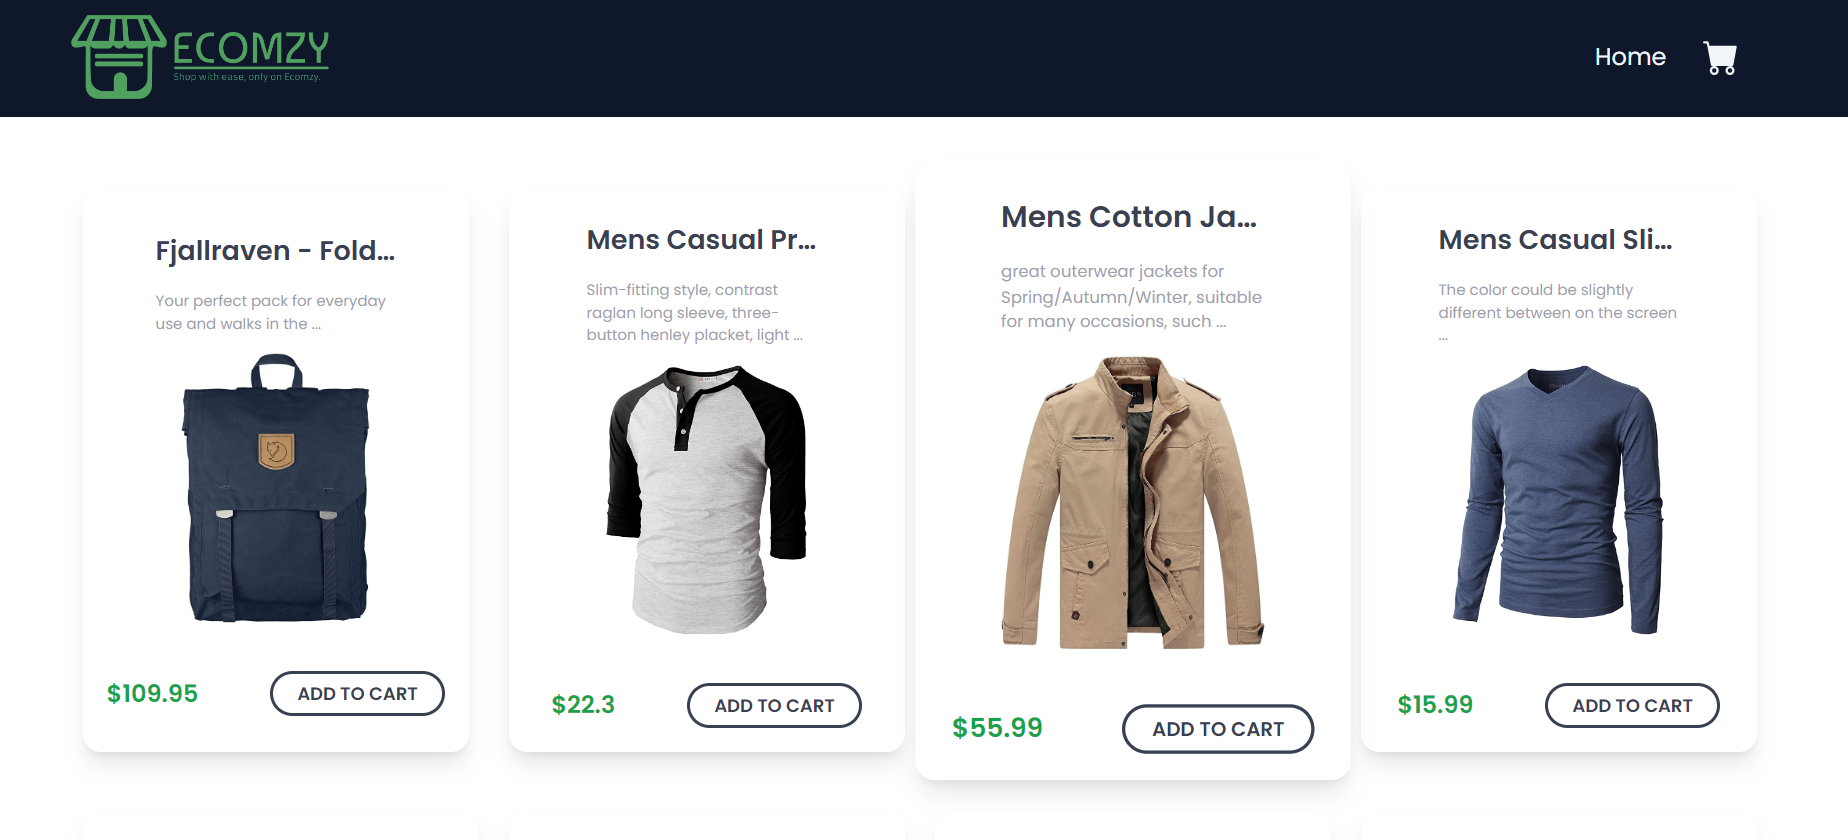 ECOMZY
Shop with ease, only on Ecomzy.
Home
Fjallraven - Fold...
Your perfect pack for everyday
use and walks in the ...
$109.95
ADD TO CART
Mens Casual Pr...
Slim-fitting style, contrast
raglan long sleeve, three-
button henley placket, light ...
$22.3
ADD TO CART
Mens Cotton Ja...
great outerwear jackets for
Spring/Autumn/Winter, suitable
for many occasions, such ...
$55.99
ADD TO CART
Mens Casual Sli...
The color could be slightly
different between on the screen
...
$15.99
ADD TO CART